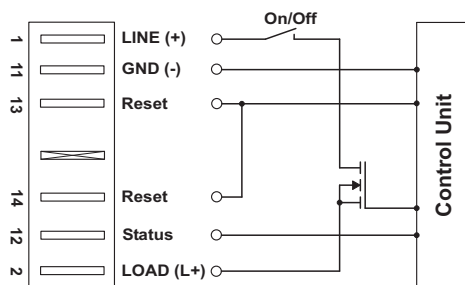 On/Off
1 LINE (+)
11 GND (-)
13 Reset
14 Reset
12 Status
2 LOAD (L+)
Control Unit